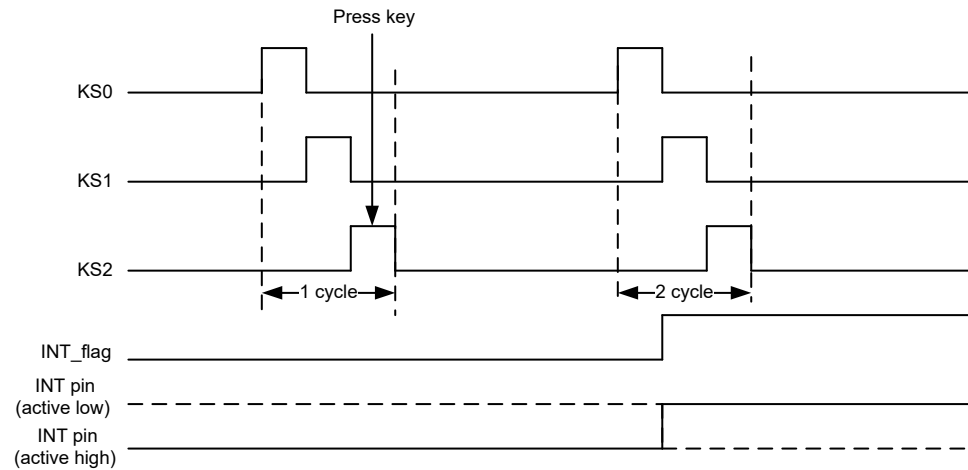 Press key
KS0
KS1
KS2
1 cycle
2 cycle
INT_flag
INT pin
(active low)
INT pin
(active high)